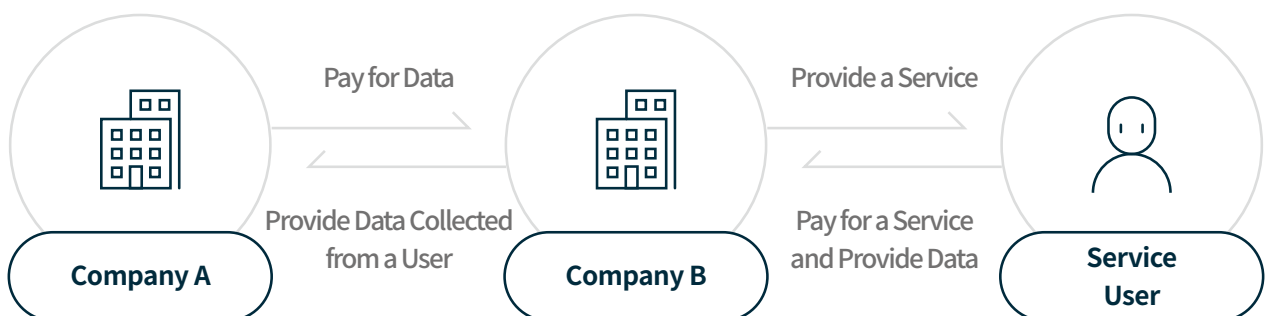 Pay for Data
Provide a Service
Provide Data Collected
from a User
Pay for a Service
and Provide Data
Company A
Company B
Service
User